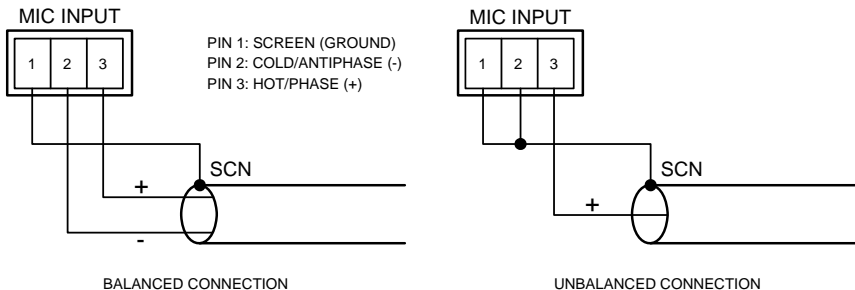 MIC INPUT
1 2 3
PIN 1: SCREEN (GROUND)
PIN 2: COLD/ANTIPHASE (-)
PIN 3: HOT/PHASE (+)
SCN
+
-
BALANCED CONNECTION
MIC INPUT
1 2 3
SCN
+
UNBALANCED CONNECTION